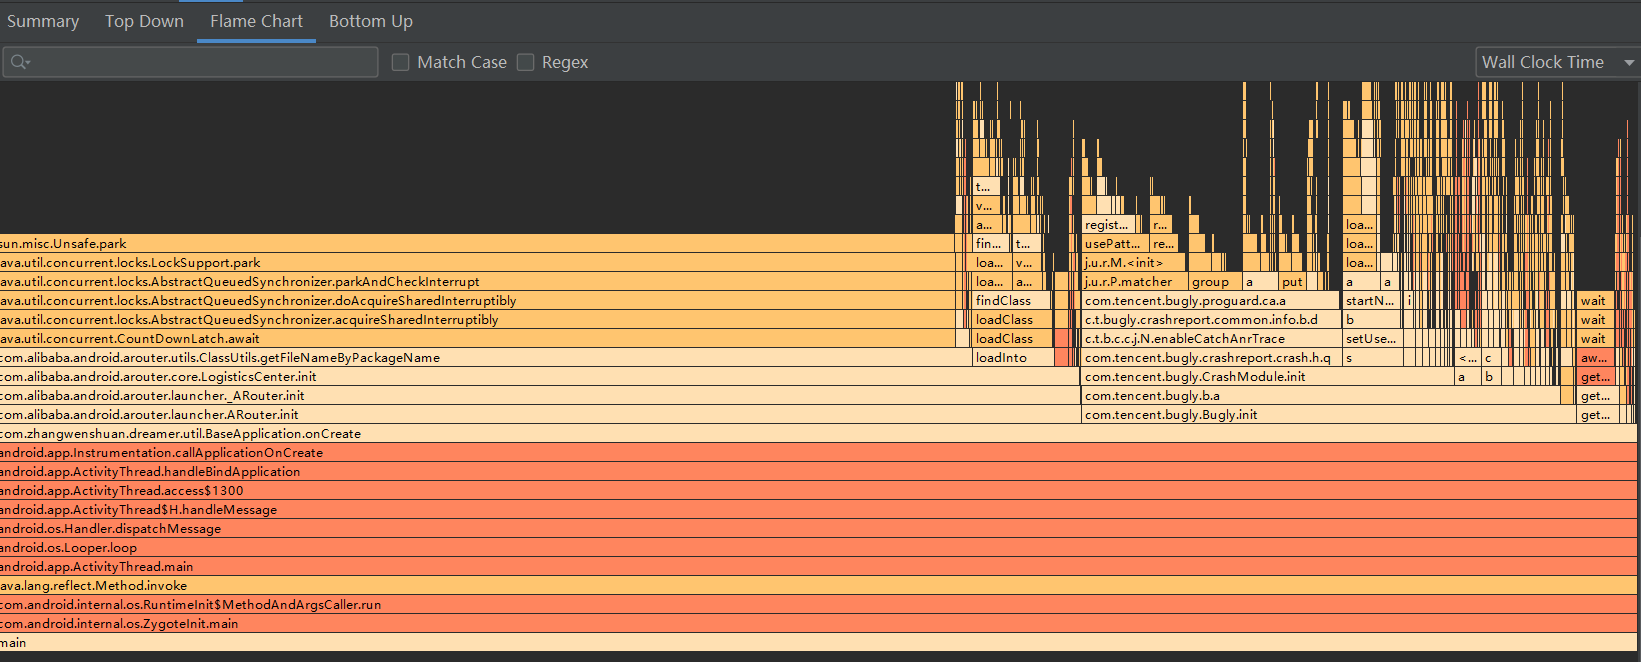 Summary Top Down Flame Chart Bottom Up
Match Case Regex Wall Clock Time
t...
v...
a... regist... r... loa...
sun.misc.Unsafe.park fin... t... usePatt... re... loa...
ava.util.concurrent.locks.LockSupport.park loa... v... j.u.r.M.<init> loa...
ava.util.concurrent.locks.AbstractQueuedSynchronizer.parkAndCheckInterrupt loa... a... j.u.r.P.matcher group a put a a
ava.util.concurrent.locks.AbstractQueuedSynchronizer.doAcquireSharedInterruptibly findClass com.tencent.bugly.proguard.ca.a startN... i wait
ava.util.concurrent.locks.AbstractQueuedSynchronizer.acquireSharedInterruptibly loadClass c.t.bugly.crashreport.common.info.b.d b wait
ava.util.concurrent.CountDownLatch.await loadClass c.t.b.c.c.j.N.enableCatchAnrTrace setUse... wait
com.alibaba.android.arouter.utils.ClassUtils.getFileNameByPackageName loadInto com.tencent.bugly.crashreport.crash.h.q s <... c aw...
com.alibaba.android.arouter.core.LogisticsCenter.init com.tencent.bugly.CrashModule.init a b get...
com.alibaba.android.arouter.launcher._ARouter.init com.tencent.bugly.b.a get...
com.alibaba.android.arouter.launcher.ARouter.init com.tencent.bugly.Bugly.init get...
com.zhangwenshuan.dreamer.util.BaseApplication.onCreate
android.app.Instrumentation.callApplicationOnCreate
android.app.ActivityThread.handleBindApplication
android.app.ActivityThread.access$1300
android.app.ActivityThread$H.handleMessage
android.os.Handler.dispatchMessage
android.os.Looper.loop
android.app.ActivityThread.main
ava.lang.reflect.Method.invoke
com.android.internal.os.RuntimeInit$MethodAndArgsCaller.run
com.android.internal.os.ZygoteInit.main
main